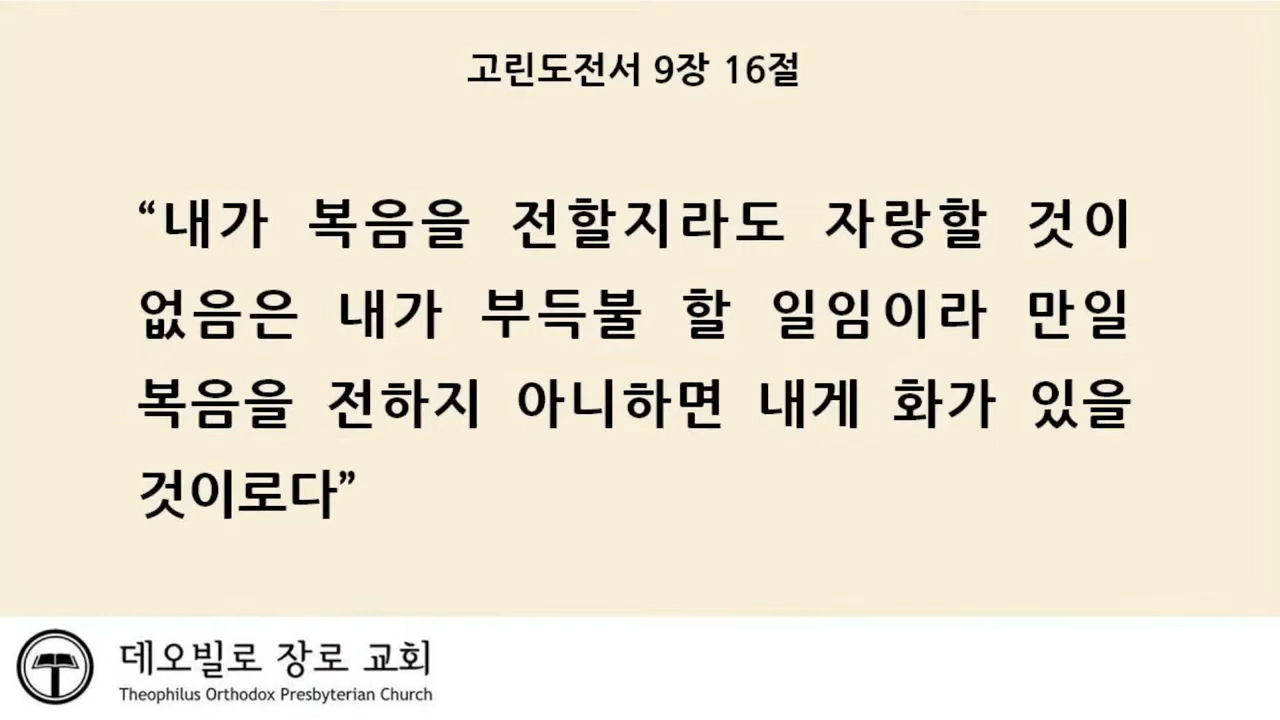 고린도전서 9장 16절
“내가 복음을 전할지라도 자랑할 것이
없음은 내가 부득불 할 일임이라 만일
복음을 전하지 아니하면 내게 화가 있을
것이로다”
데오빌로 장로 교회
Theophilus Orthodox Presbyterian Church